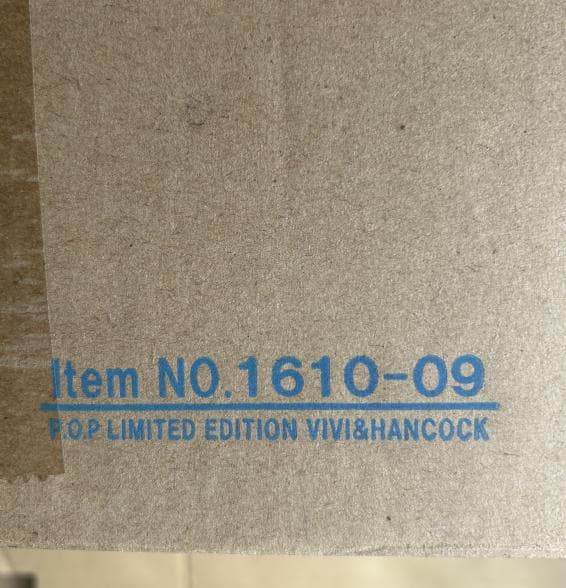 Item NO.1610-09
P.O.P LIMITED EDITION VIVI&HANCOCK